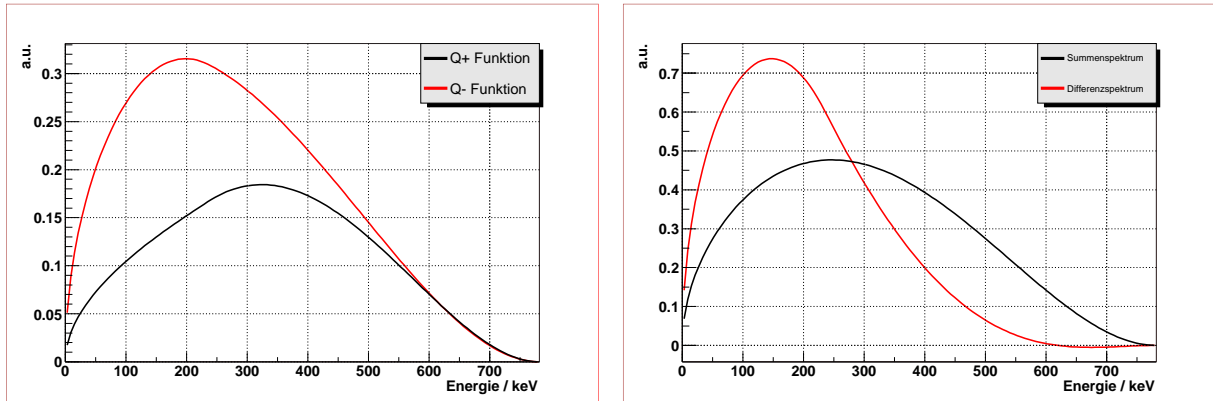 a.u.
Q+ Funktion
Q- Funktion
0.3
0.25
0.2
0.15
0.1
0.05
0
0 100 200 300 400 500 600 700
Energie / keV
a.u.
Summenspektrum
Differenzspektrum
0.7
0.6
0.5
0.4
0.3
0.2
0.1
0
0 100 200 300 400 500 600 700
Energie / keV